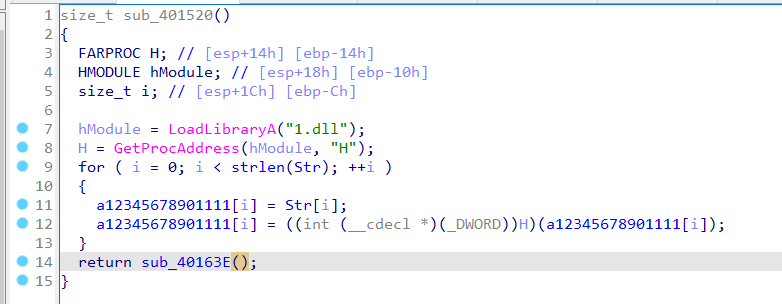 1 size_t sub_401520()
2 {
3 FARPROC H; // [esp+14h] [ebp-14h]
4 HMODULE hModule; // [esp+18h] [ebp-10h]
5 size_t i; // [esp+1Ch] [ebp-Ch]
6
7 hModule = LoadLibraryA("1.dll");
8 H = GetProcAddress(hModule, "H");
9 for ( i = 0; i < strlen(Str); ++i )
10 {
11 a12345678901111[i] = Str[i];
12 a12345678901111[i] = ((int (__cdecl *)(_DWORD))H)(a12345678901111[i]);
13 }
14 return sub_40163E();
15 }